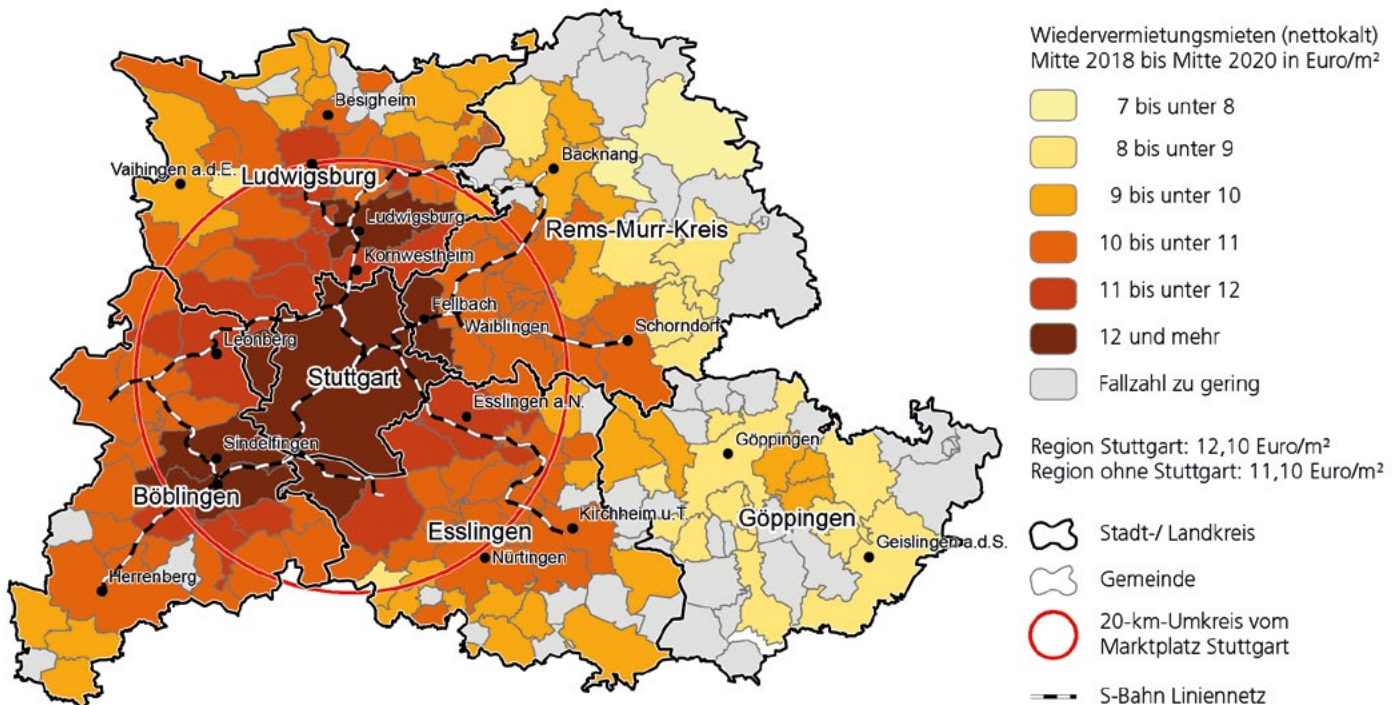 Besigheim
Vaihingen a.d.E.
Ludwigsburg
Backnang
Ludwigsburg
Rems-Murr-Kreis
Kornwestheim
Fellbach
Waiblingen
Schorndorf
Leonberg
Stuttgart
Esslingen a.N.
Sindelfingen
Göppingen
Böblingen
Esslingen
Kirchheim u.T.
Göppingen
Nürtingen
Geislingen a.d.S.
Herrenberg
Wiedervermietungsmieten (nettokalt)
Mitte 2018 bis Mitte 2020 in Euro/m²
7 bis unter 8
8 bis unter 9
9 bis unter 10
10 bis unter 11
11 bis unter 12
12 und mehr
Fallzahl zu gering
Region Stuttgart: 12,10 Euro/m²
Region ohne Stuttgart: 11,10 Euro/m²
Stadt-/ Landkreis
Gemeinde
20-km-Umkreis vom
Marktplatz Stuttgart
S-Bahn Liniennetz